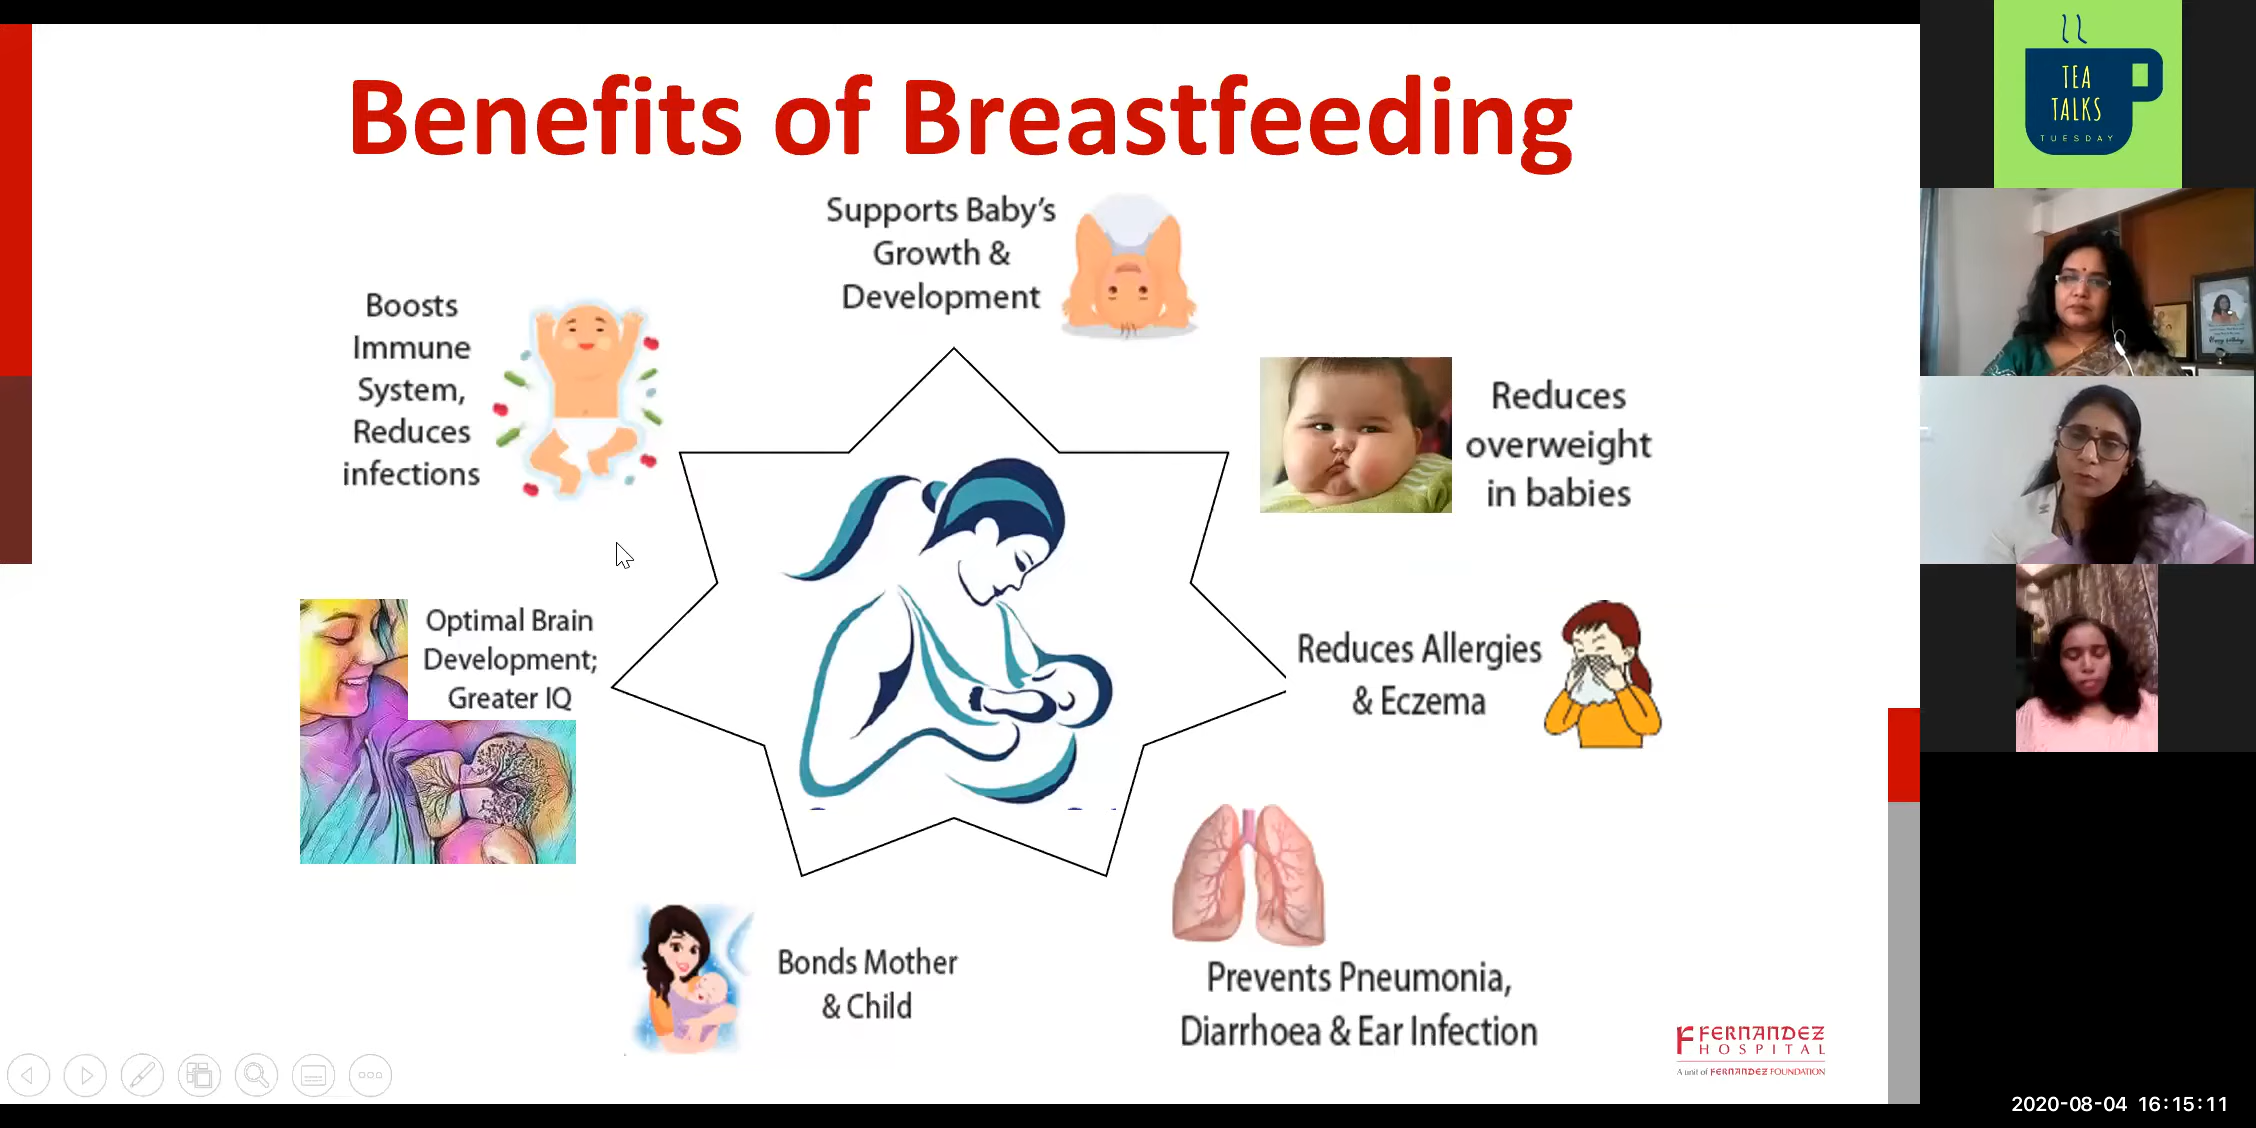 Benefits of Breastfeeding
Supports Baby's
Growth &
Development
Boosts
Immune
System,
Reduces
infections
Reduces
overweight
in babies
Optimal Brain
Development;
Greater IQ
Reduces Allergies
& Eczema
Bonds Mother
& Child
Prevents Pneumonia,
Diarrhoea & Ear Infection
FERNANDEZ
HOSPITAL
A unit of FERNANDEZ FOUNDATION
TEA
TALKS
TUESDAY
2020-08-04 16:15:11